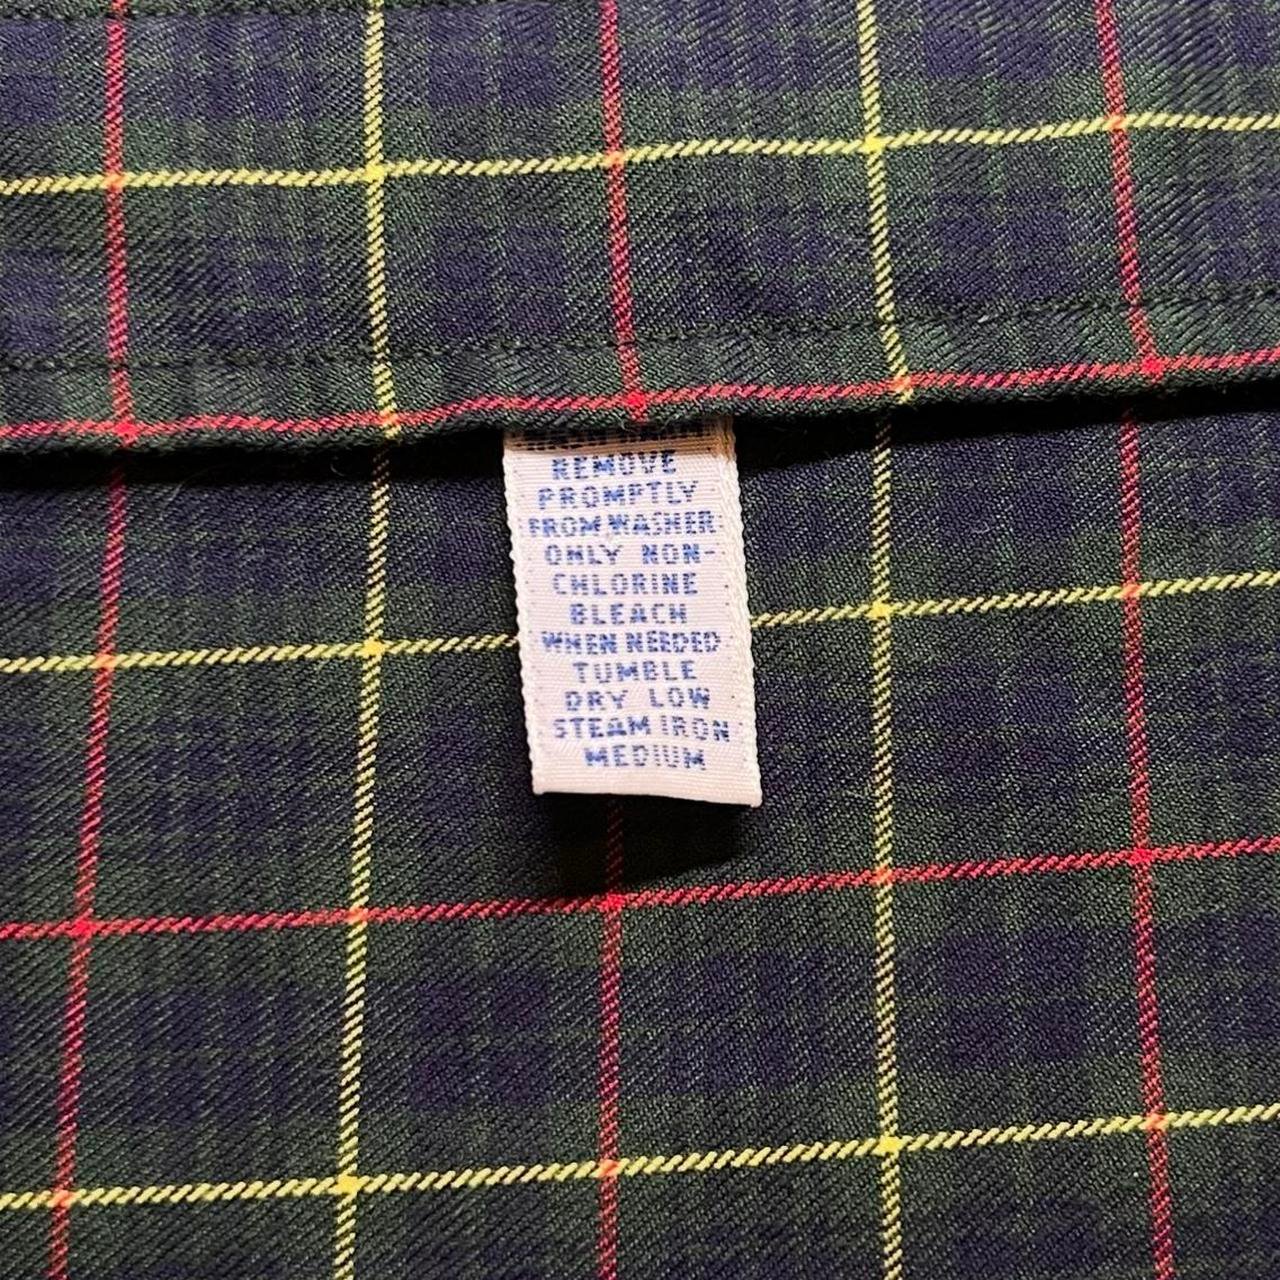 REMOVE
PROMPTLY
FROM WASHER
ONLY NON-
CHLORINE
BLEACH
WHEN NEEDED
TUMBLE
DRY LOW
STEAM IRON
MEDIUM